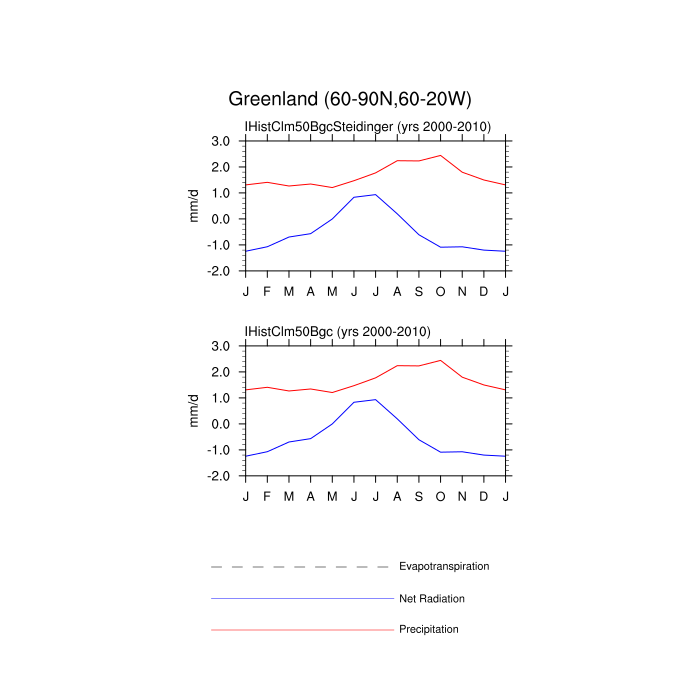 Greenland (60-90N,60-20W)
IHistClm50BgcSteidinger (yrs 2000-2010)
3.0
2.0
1.0
0.0
-1.0
-2.0
mm/d
J F M A M J J A S O N D J
IHistClm50Bgc (yrs 2000-2010)
3.0
2.0
1.0
0.0
-1.0
-2.0
mm/d
J F M A M J J A S O N D J
Evapotranspiration
Net Radiation
Precipitation